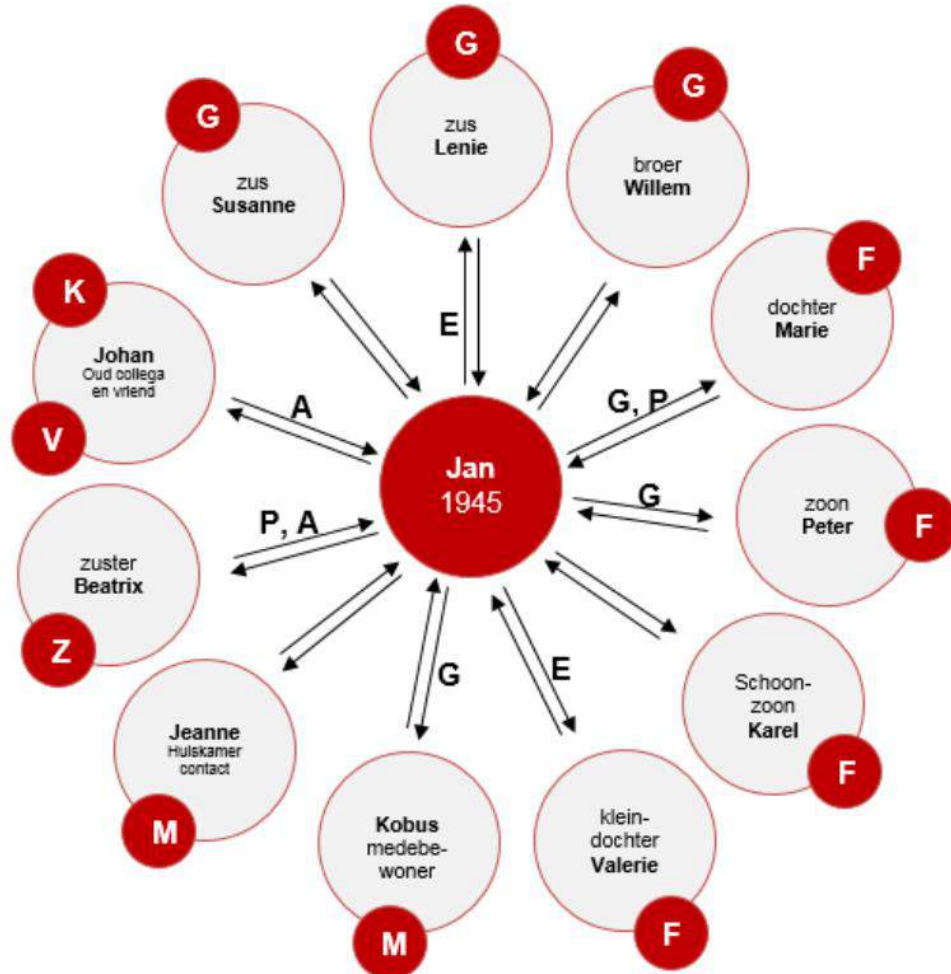 G
zus
Lenie
G
broer
Willem
G
zus
Susanne
F
dochter
Marie
K
Johan
Oud collega
en vriend
V
E
A
G, P
Jan
1945
G
zoon
Peter
F
P, A
zuster
Beatrix
Z
G
E
Schoon-
zoon
Karel
F
Jeanne
Huiskamer
contact
M
Kobus
medebe-
woner
M
klein-
dochter
Valerie
F